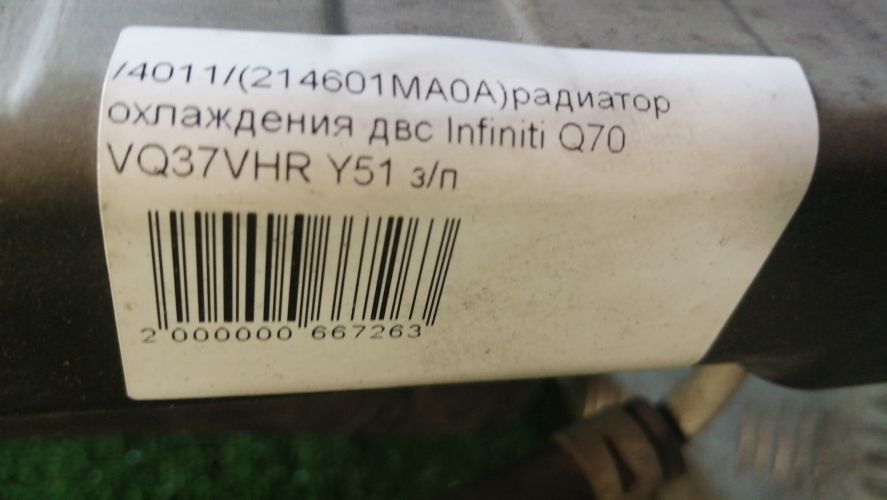 /4011/(214601MA0A)радиатор
охлаждения двс Infiniti Q70
VQ37VHR Y51 з/п
2 000000 667263